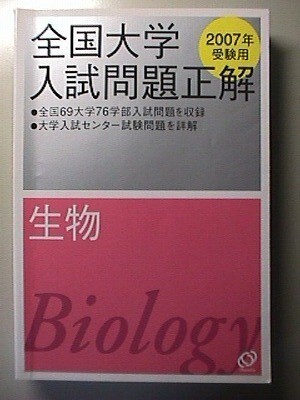 全国大学
入試問題正解
2007年
受験用
●全国69大学76学部入試問題を収録
●大学入試センター試験問題を詳解
生物
Biology